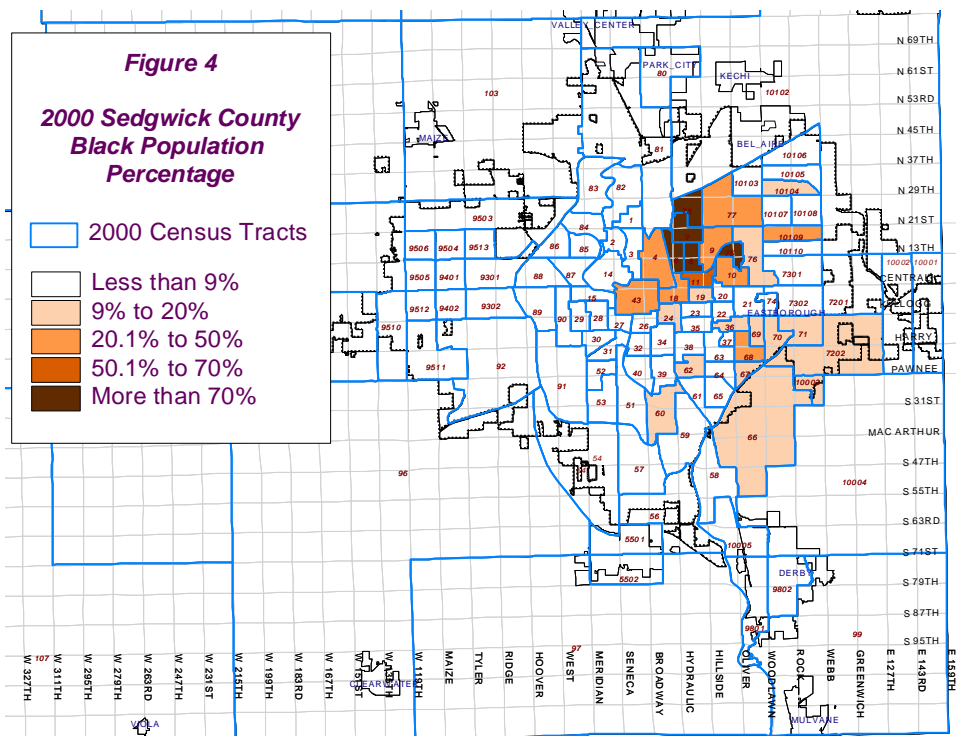 Figure 4
2000 Sedgwick County
Black Population
Percentage
2000 Census Tracts
Less than 9%
9% to 20%
20.1% to 50%
50.1% to 70%
More than 70%
VALLEY CENTER
PARK CITY
80
KECHI
103
10102
MAIZE
81
BEL AIRE
10106
83
82
10103
10105
10104
9503
1
77
10107
10108
84
2
10109
9506
9504
9513
86
85
3
4
9
76
10110
14
10002
10001
9505
9401
9301
88
87
11
10
7301
CENTRAL
15
43
18
19
20
21
74
7302
7201
9512
9402
9302
89
90
29
28
27
26
24
23
22
EASTBOROUGH
9510
35
36
69
70
71
30
32
34
38
37
31
63
68
7202
9511
92
52
40
39
62
64
67
91
53
51
61
65
60
59
66
54
57
58
96
10004
56
5501
10005
5502
DERBY
9802
9801
99
97
107
CLEARWATER
VIOLA
MULVANE
N 69TH
N 61ST
N 53RD
N 45TH
N 37TH
N 29TH
N 21ST
N 13TH
HARRY
PAWNEE
S 31ST
MAC ARTHUR
S 47TH
S 55TH
S 63RD
S 71ST
S 79TH
S 87TH
S 95TH
W 327TH
W 311TH
W 295TH
W 279TH
W 263RD
W 247TH
W 231ST
W 215TH
W 199TH
W 183RD
W 167TH
W 151ST
W 119TH
MAIZE
TYLER
RIDGE
HOOVER
WEST
MERIDIAN
SENECA
BROADWAY
HYDRAULIC
HILLSIDE
OLIVER
WOODLAWN
ROCK
WEBB
GREENWICH
E 127TH
E 143RD
E 159TH